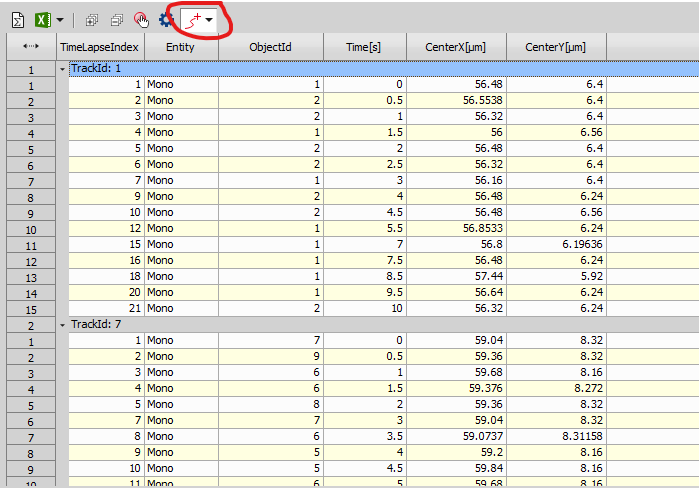 TimeLapseIndex Entity ObjectId Time[s] CenterX[µm] CenterY[µm]
1 TrackId: 1
1 1 Mono 1 0 56.48 6.4
2 2 Mono 2 0.5 56.5538 6.4
3 3 Mono 2 1 56.32 6.4
4 4 Mono 1 1.5 56 6.56
5 5 Mono 2 2 56.48 6.4
6 6 Mono 2 2.5 56.32 6.4
7 7 Mono 1 3 56.16 6.4
8 9 Mono 2 4 56.48 6.24
9 10 Mono 2 4.5 56.48 6.56
10 12 Mono 1 5.5 56.8533 6.24
11 15 Mono 1 7 56.8 6.19636
12 16 Mono 1 7.5 56.48 6.24
13 18 Mono 1 8.5 57.44 5.92
14 20 Mono 1 9.5 56.64 6.24
15 21 Mono 2 10 56.32 6.24
2 TrackId: 7
1 1 Mono 7 0 59.04 8.32
2 2 Mono 9 0.5 59.36 8.32
3 3 Mono 6 1 59.68 8.16
4 4 Mono 6 1.5 59.376 8.272
5 5 Mono 8 2 59.36 8.32
6 7 Mono 7 3 59.04 8.32
7 8 Mono 6 3.5 59.0737 8.31158
8 9 Mono 5 4 59.2 8.16
9 10 Mono 5 4.5 59.84 8.16
10 11 Mono 6 5 59.68 8.16